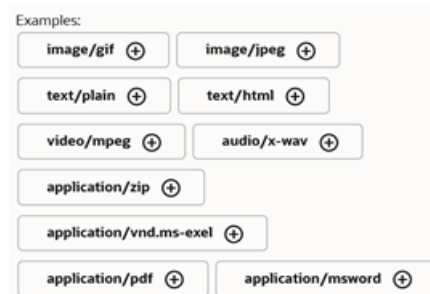 Examples:
image/gif image/jpeg
text/plain text/html
video/mpeg audio/x-wav
application/zip
application/vnd.ms-exel
application/pdf application/msword